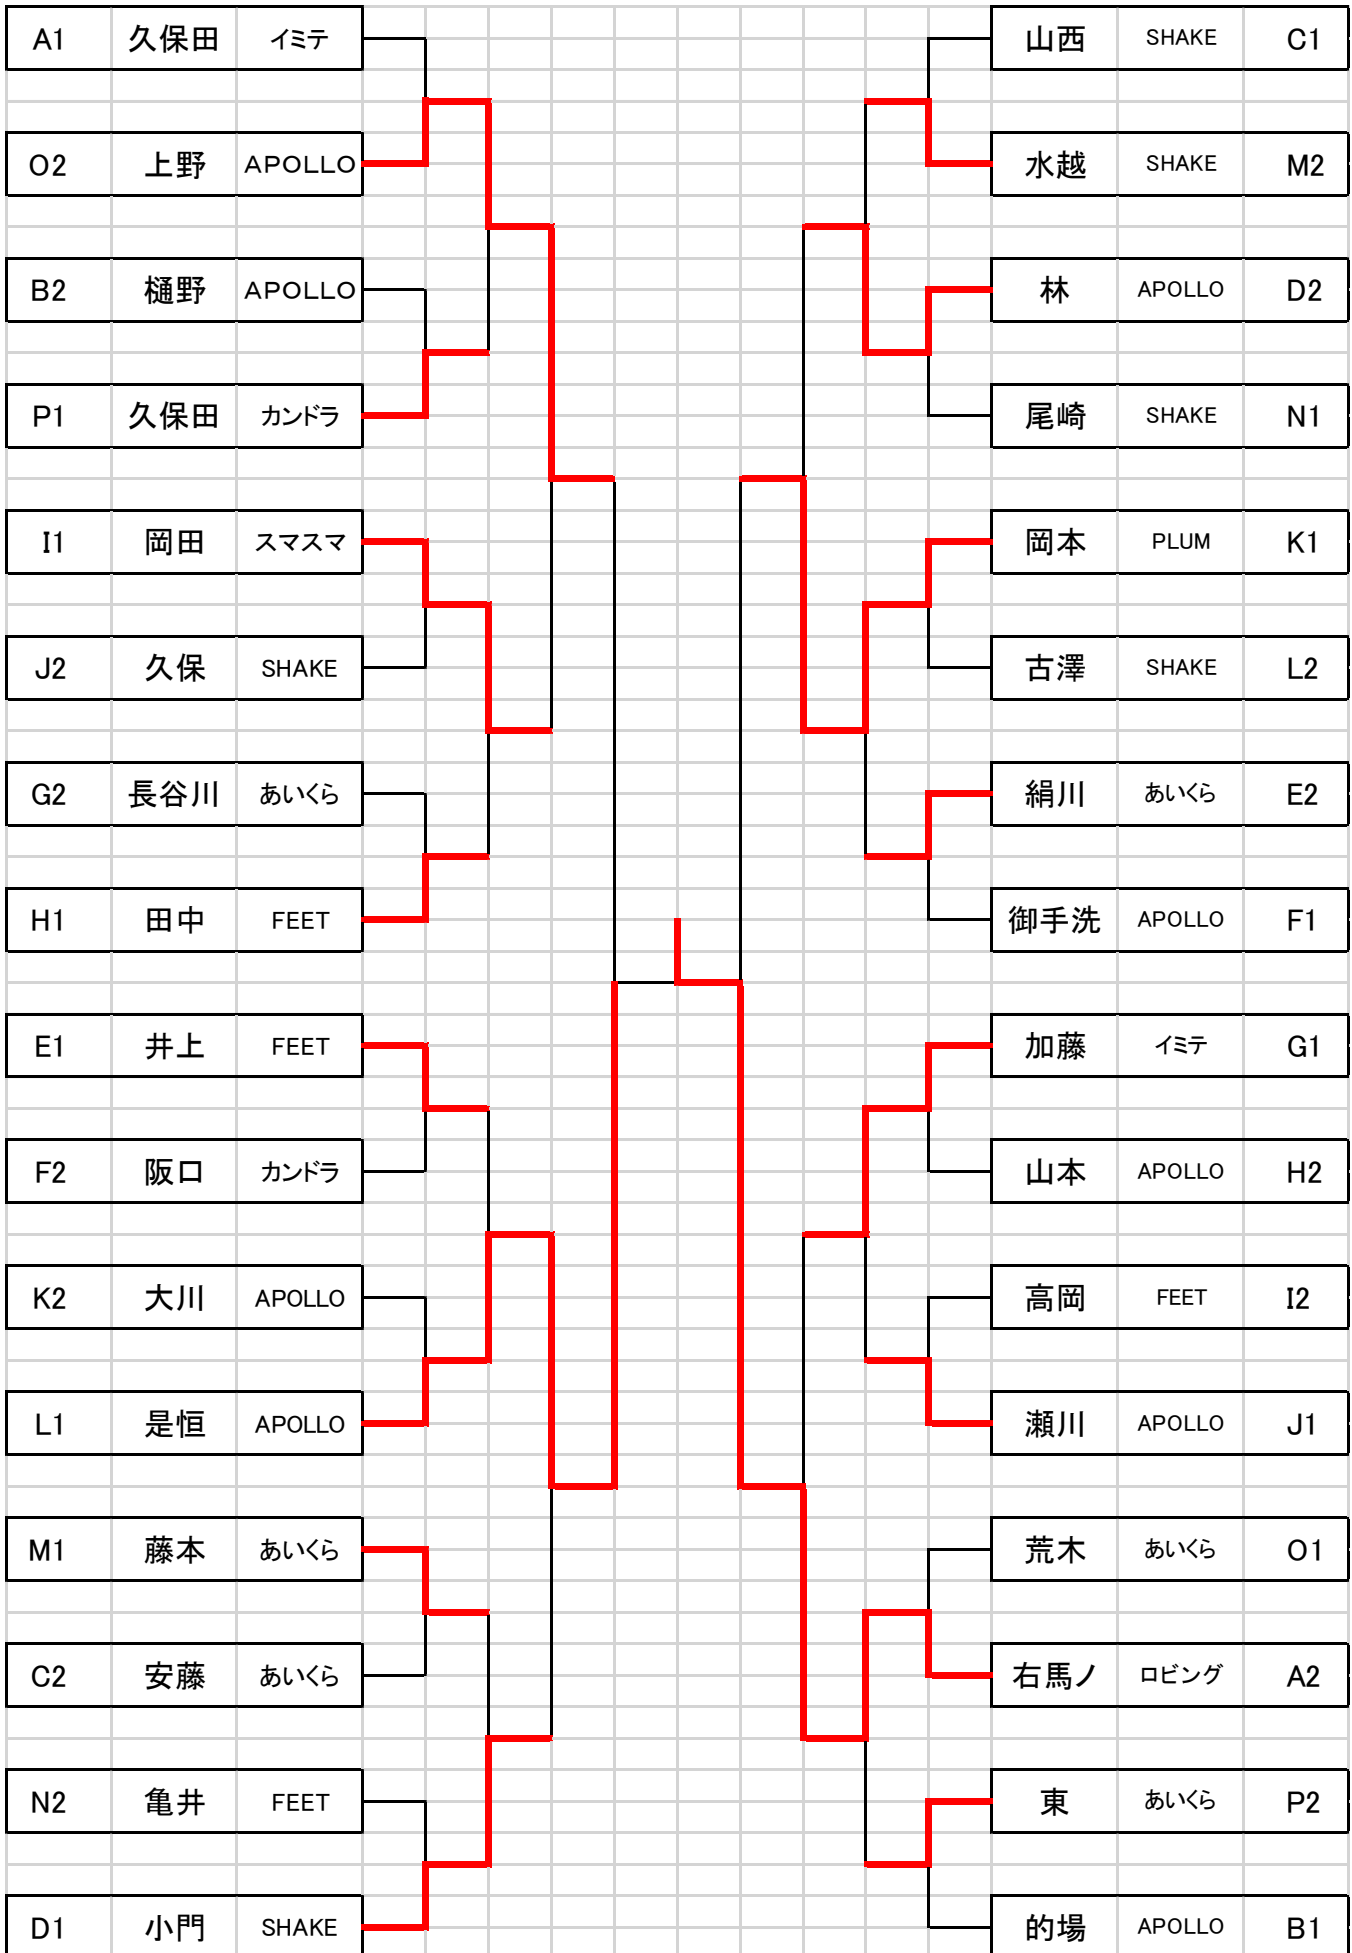 A1 久保田 イミテ 山西 SHAKE C1
O2 上野 APOLLO 水越 SHAKE M2
B2 樋野 APOLLO 林 APOLLO D2
P1 久保田 カンドラ 尾崎 SHAKE N1
I1 岡田 スマスマ 岡本 PLUM K1
J2 久保 SHAKE 古澤 SHAKE L2
G2 長谷川 あいくら 絹川 あいくら E2
H1 田中 FEET 御手洗 APOLLO F1
E1 井上 FEET 加藤 イミテ G1
F2 阪口 カンドラ 山本 APOLLO H2
K2 大川 APOLLO 高岡 FEET I2
L1 是恒 APOLLO 瀬川 APOLLO J1
M1 藤本 あいくら 荒木 あいくら O1
C2 安藤 あいくら 右馬ノ ロビング A2
N2 亀井 FEET 東 あいくら P2
D1 小門 SHAKE 的場 APOLLO B1